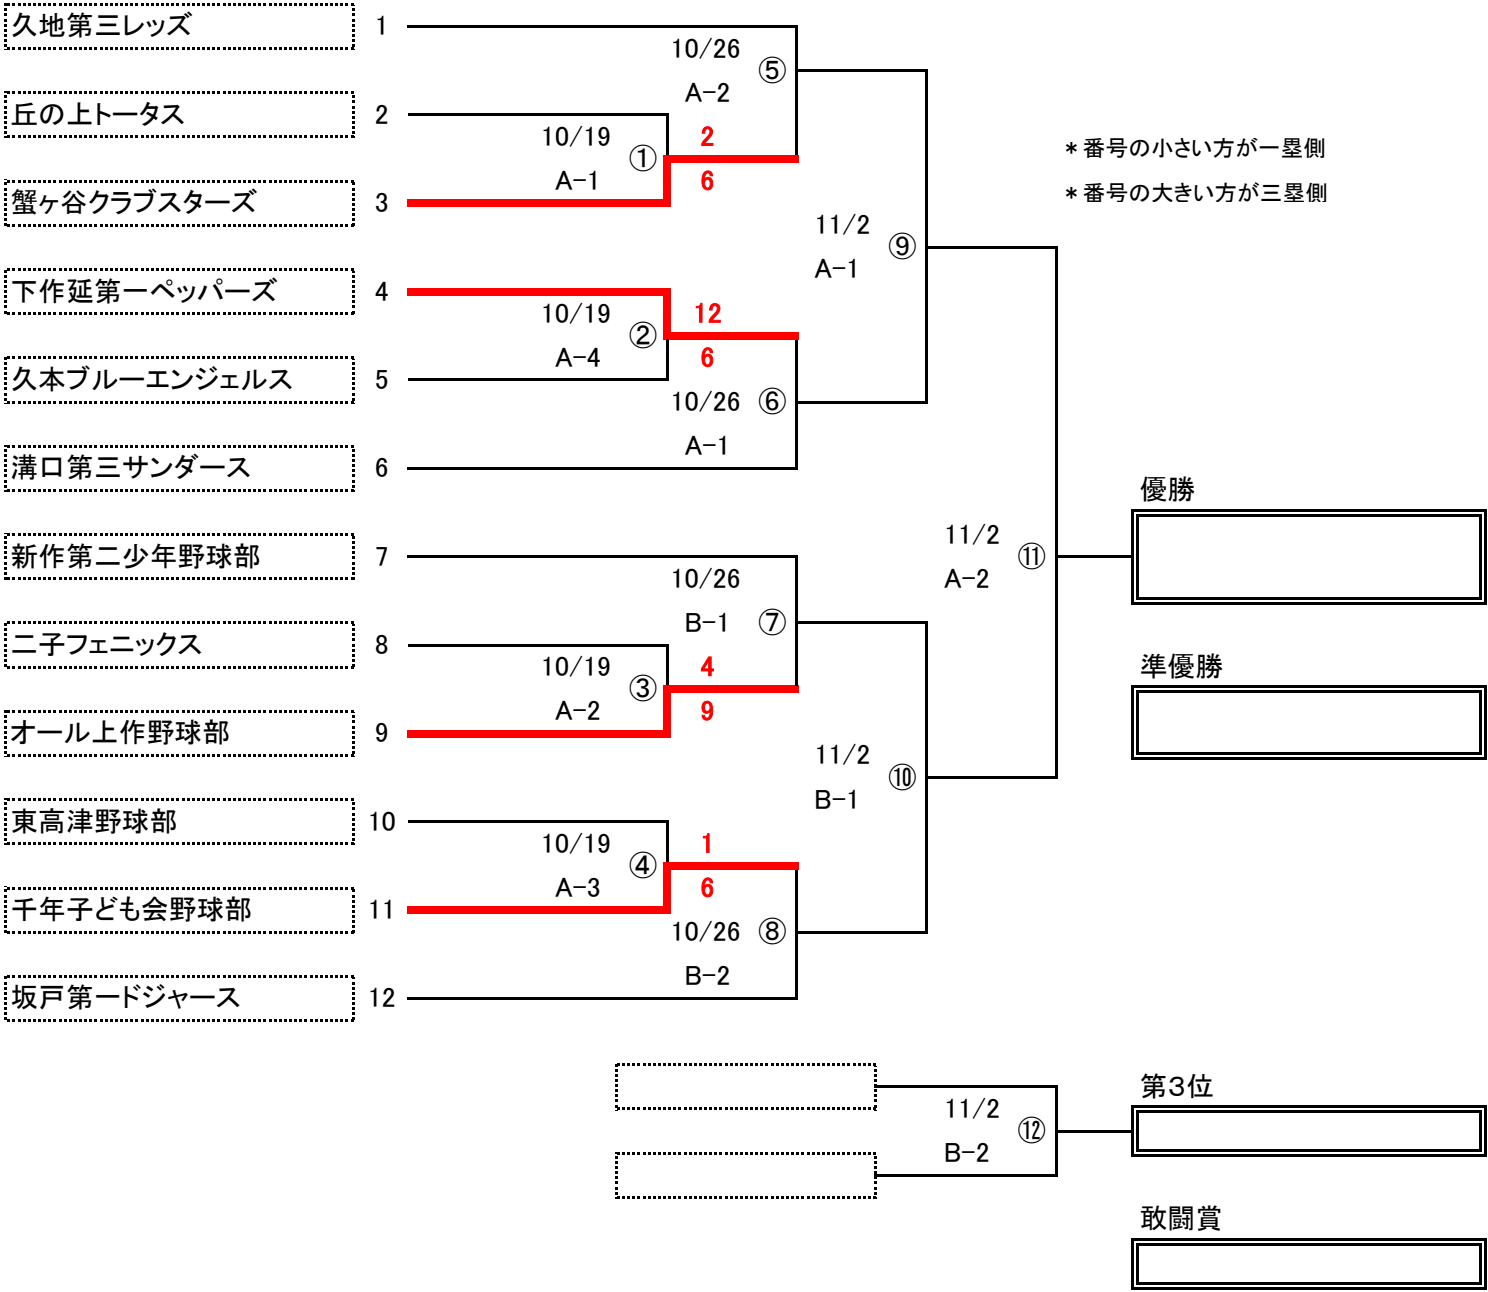 久地第三レッズ 1
10/26
⑤
A-2
丘の上トータス 2
10/19
2
①
A-1
6
蟹ヶ谷クラブスターズ 3
*番号の小さい方が一塁側
*番号の大きい方が三塁側
11/2
⑨
A-1
下作延第一ペッパーズ 4
10/19
12
②
A-4
6
久本ブルーエンジェルス 5
10/26 ⑥
A-1
溝口第三サンダース 6
優勝
11/2
⑪
A-2
新作第二少年野球部 7
10/26
B-1 ⑦
二子フェニックス 8
10/19
4
③
A-2
9
オール上作野球部 9
準優勝
11/2
⑩
B-1
東高津野球部 10
10/19
1
④
A-3
6
千年子ども会野球部 11
10/26 ⑧
B-2
坂戸第一ドジャース 12
第3位
11/2
⑫
B-2
敢闘賞